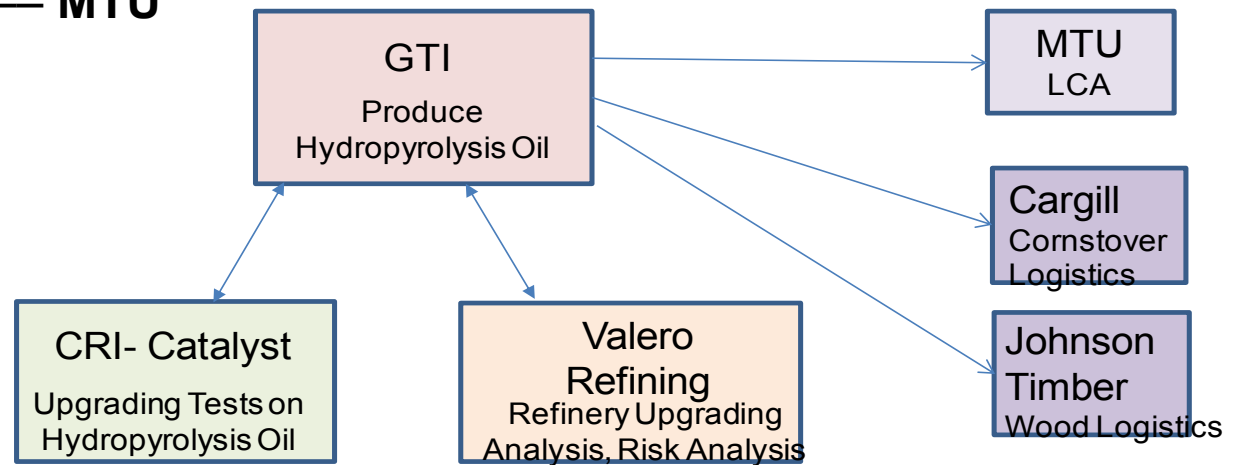 — MTU
GTI
Produce
Hydropyrolysis Oil
MTU
LCA
Cargill
Cornstover
Logistics
CRI- Catalyst
Upgrading Tests on
Hydropyrolysis Oil
Valero
Refining
Refinery Upgrading
Analysis, Risk Analysis
Johnson
Timber
Wood Logistics